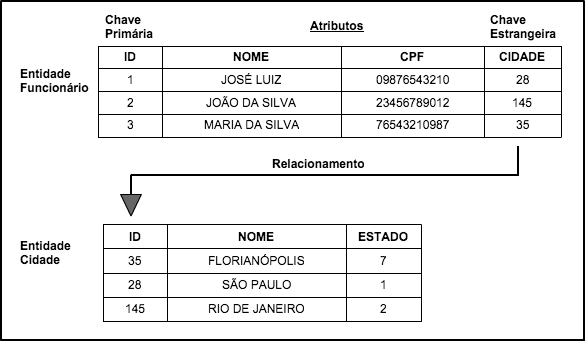 Chave
Primária
Atributos
Chave
Estrangeira
Entidade
Funcionário
ID NOME CPF CIDADE
1 JOSÉ LUIZ 09876543210 28
2 JOÃO DA SILVA 23456789012 145
3 MARIA DA SILVA 76543210987 35
Relacionamento
Entidade
Cidade
ID NOME ESTADO
35 FLORIANÓPOLIS 7
28 SÃO PAULO 1
145 RIO DE JANEIRO 2